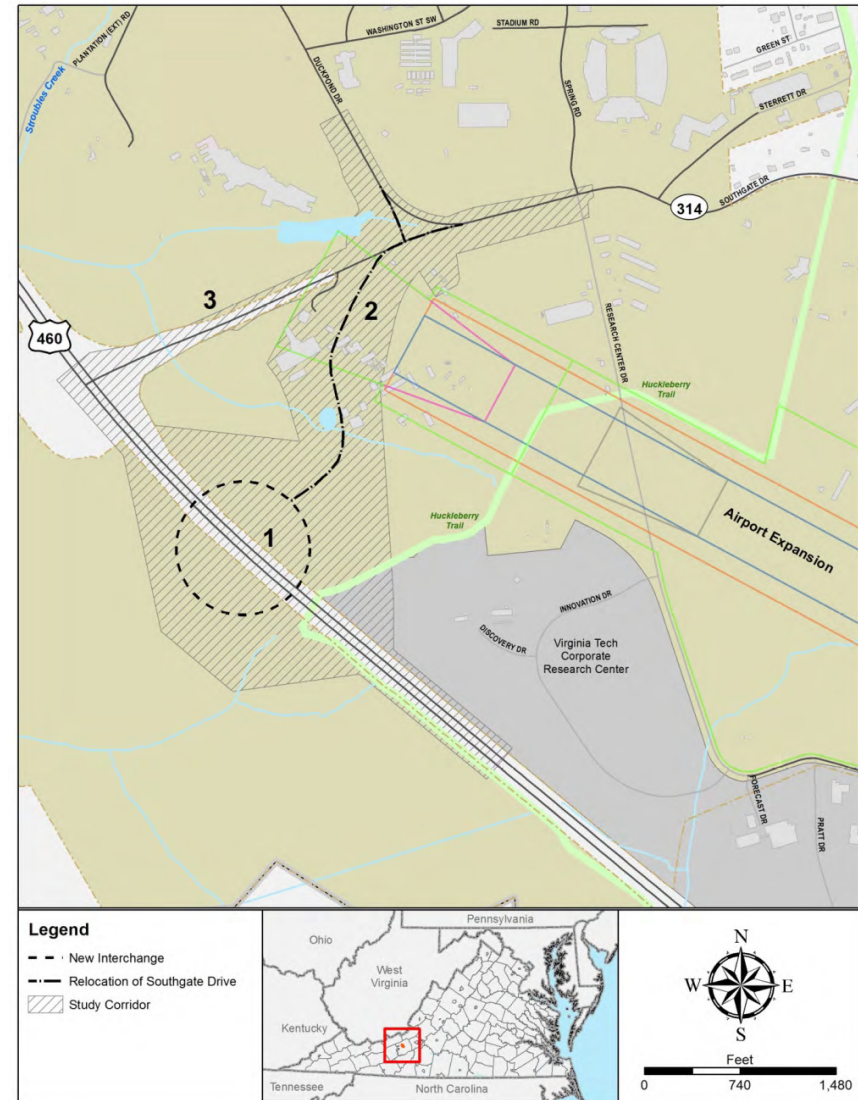 WASHINGTON ST SW
STADIUM RD
PLANTATION (EXT) RD
Stroubles Creek
DUCKPOND DR
SPRING RD
GREEN ST
STERRETT DR
314
SOUTHGATE DR
3
2
460
RESEARCH CENTER DR
Huckleberry
Trail
Huckleberry
Trail
1
Airport Expansion
INNOVATION DR
DISCOVERY DR
Virginia Tech
Corporate
Research Center
FORECAST DR
PRATT DR
Legend
New Interchange
Relocation of Southgate Drive
Study Corridor
Pennsylvania
Ohio
West
Virginia
Kentucky
Tennessee
North Carolina
N
W
E
S
Feet
0
740
1,480